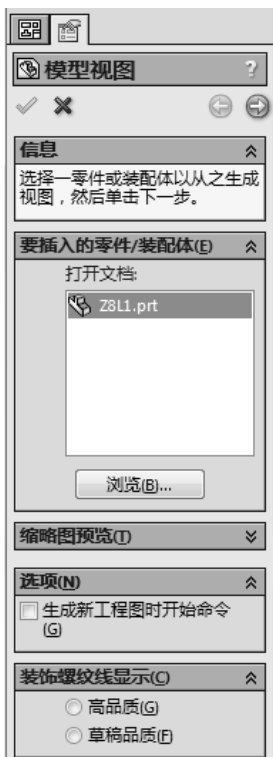 模型视图 ?
信息
选择一零件或装配体以从之生成
视图，然后单击下一步。
要插入的零件/装配体(E)
打开文档:
Z8L1.prt
浏览(B)...
缩略图预览(T)
选项(N)
生成新工程图时开始命令
(G)
装饰螺纹线显示(C)
高品质(G)
草稿品质(F)